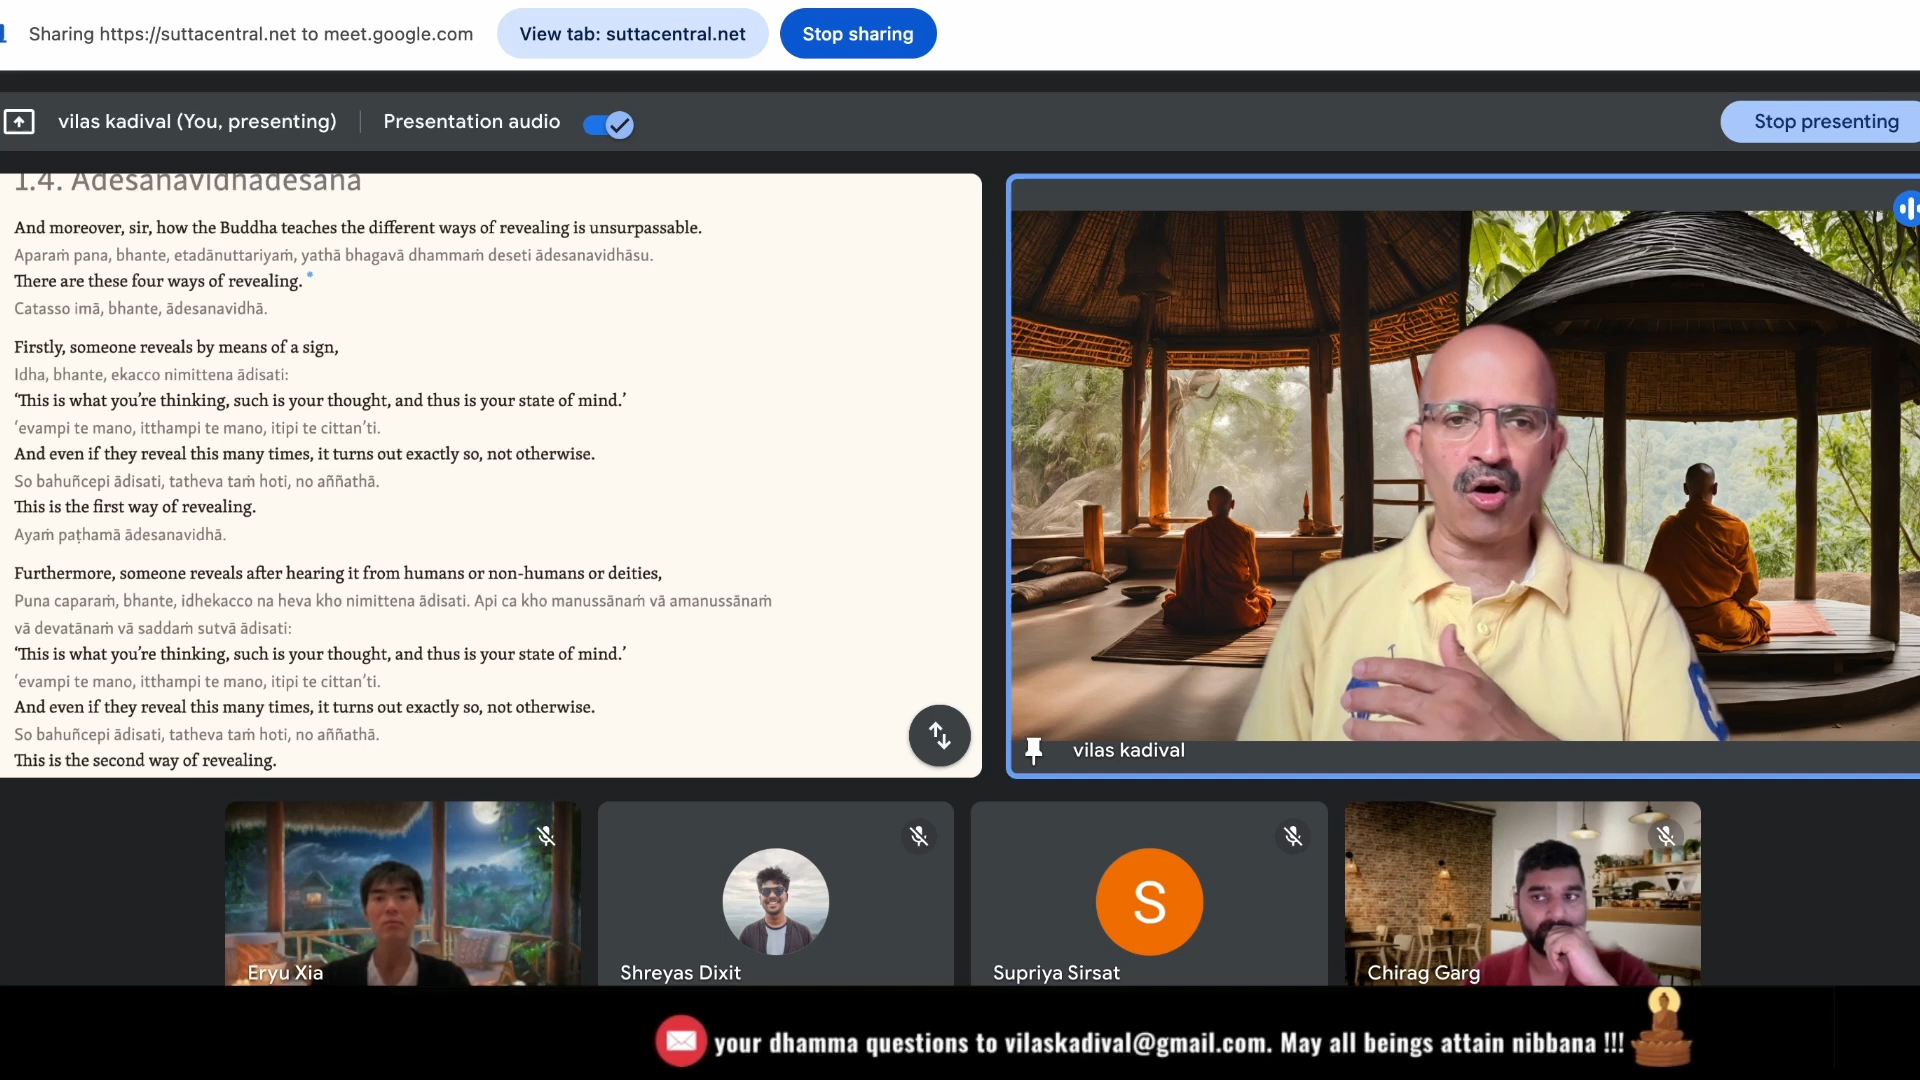 Sharing https://suttacentral.net to meet.google.com
View tab: suttacentral.net
Stop sharing
vilas kadival (You, presenting)
Presentation audio
Stop presenting
1.4. Ādesanavidhādesanā
And moreover, sir, how the Buddha teaches the different ways of revealing is unsurpassable.
Aparaṁ pana, bhante, etadānuttariyaṁ, yathā bhagavā dhammaṁ deseti ādesanavidhāsu.
There are these four ways of revealing.
Catasso imā, bhante, ādesanavidhā.
Firstly, someone reveals by means of a sign,
Idha, bhante, ekacco nimittena ādisati:
‘This is what you’re thinking, such is your thought, and thus is your state of mind.’
‘evampi te mano, itthampi te mano, itipi te cittan’ti.
And even if they reveal this many times, it turns out exactly so, not otherwise.
So bahuñcepi ādisati, tatheva taṁ hoti, no aññathā.
This is the first way of revealing.
Ayaṁ paṭhamā ādesanavidhā.
Furthermore, someone reveals after hearing it from humans or non-humans or deities,
Puna caparaṁ, bhante, idhekacco na heva kho nimittena ādisati. Api ca kho manussānaṁ vā amanussānaṁ
vā devatānaṁ vā saddaṁ sutvā ādisati:
‘This is what you’re thinking, such is your thought, and thus is your state of mind.’
‘evampi te mano, itthampi te mano, itipi te cittan’ti.
And even if they reveal this many times, it turns out exactly so, not otherwise.
So bahuñcepi ādisati, tatheva taṁ hoti, no aññathā.
This is the second way of revealing.
vilas kadival
Eryu Xia
Shreyas Dixit
S
Supriya Sirsat
Chirag Garg
your dhamma questions to vilaskadival@gmail.com. May all beings attain nibbana !!!